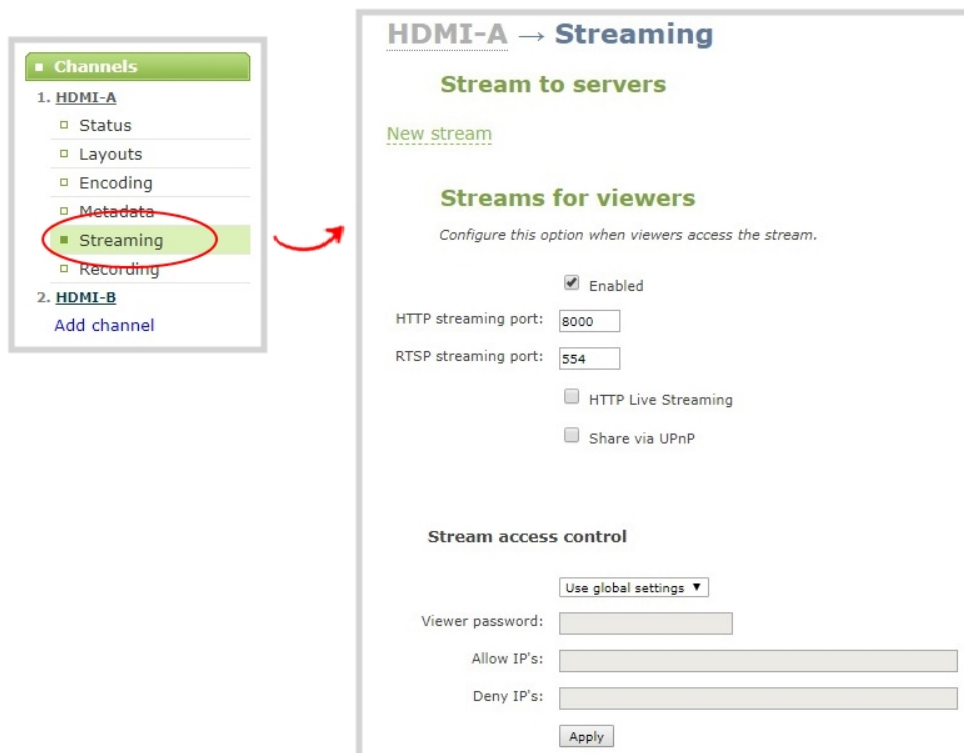 Channels
1. HDMI-A
Status
Layouts
Encoding
Metadata
Streaming
Recording
2. HDMI-B
Add channel
HDMI-A → Streaming
Stream to servers
New stream
Streams for viewers
Configure this option when viewers access the stream.
Enabled
HTTP streaming port: 8000
RTSP streaming port: 554
HTTP Live Streaming
Share via UPnP
Stream access control
Use global settings
Viewer password:
Allow IP's:
Deny IP's:
Apply